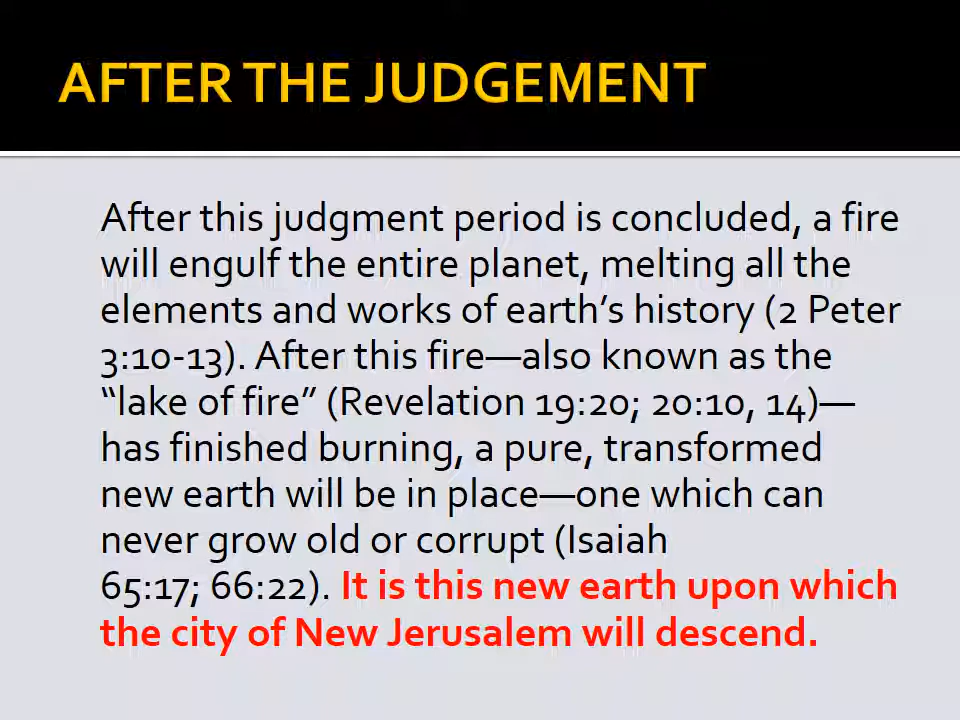 AFTER THE JUDGEMENT
After this judgment period is concluded, a fire
will engulf the entire planet, melting all the
elements and works of earth’s history (2 Peter
3:10-13). After this fire—also known as the
“lake of fire” (Revelation 19:20; 20:10, 14)—
has finished burning, a pure, transformed
new earth will be in place—one which can
never grow old or corrupt (Isaiah
65:17; 66:22). It is this new earth upon which
the city of New Jerusalem will descend.